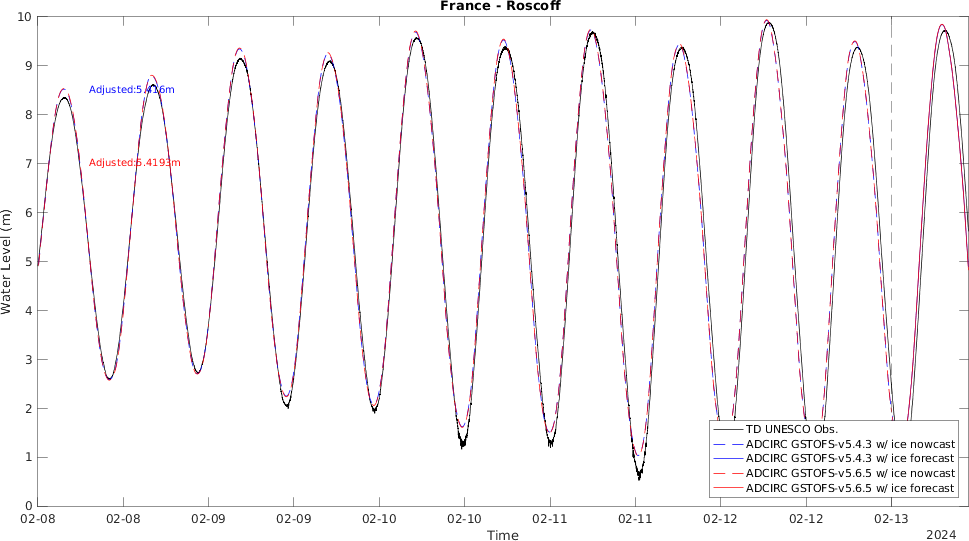 France - Roscoff
10
9
8
7
6
5
4
3
2
1
0
Water Level (m)
Adjusted:5.4193m
TD UNESCO Obs.
ADCIRC GSTOFS-v5.4.3 w/ ice nowcast
ADCIRC GSTOFS-v5.4.3 w/ ice forecast
ADCIRC GSTOFS-v5.6.5 w/ ice nowcast
ADCIRC GSTOFS-v5.6.5 w/ ice forecast
02-08 02-08 02-09 02-09 02-10 02-10 02-11 02-11 02-12 02-12 02-13
Time
2024